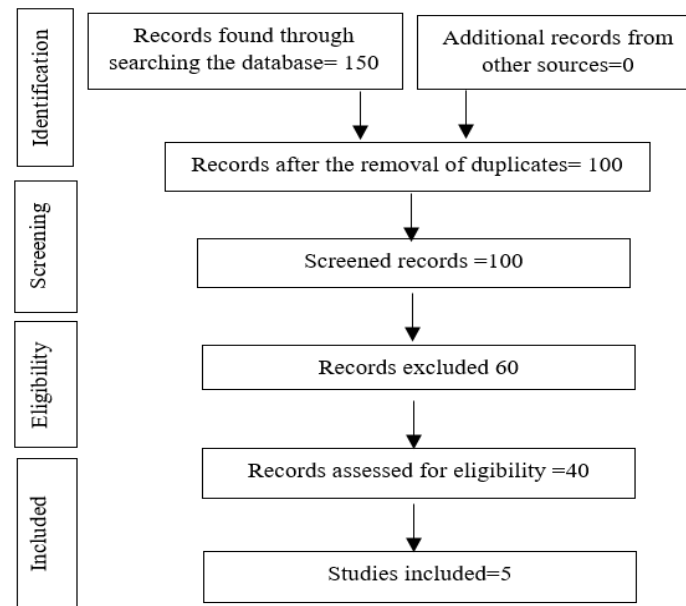 Identification
Records found through
searching the database= 150
Additional records from
other sources=0
Records after the removal of duplicates= 100
Screening
Screened records =100
Eligibility
Records excluded 60
Records assessed for eligibility =40
Included
Studies included=5